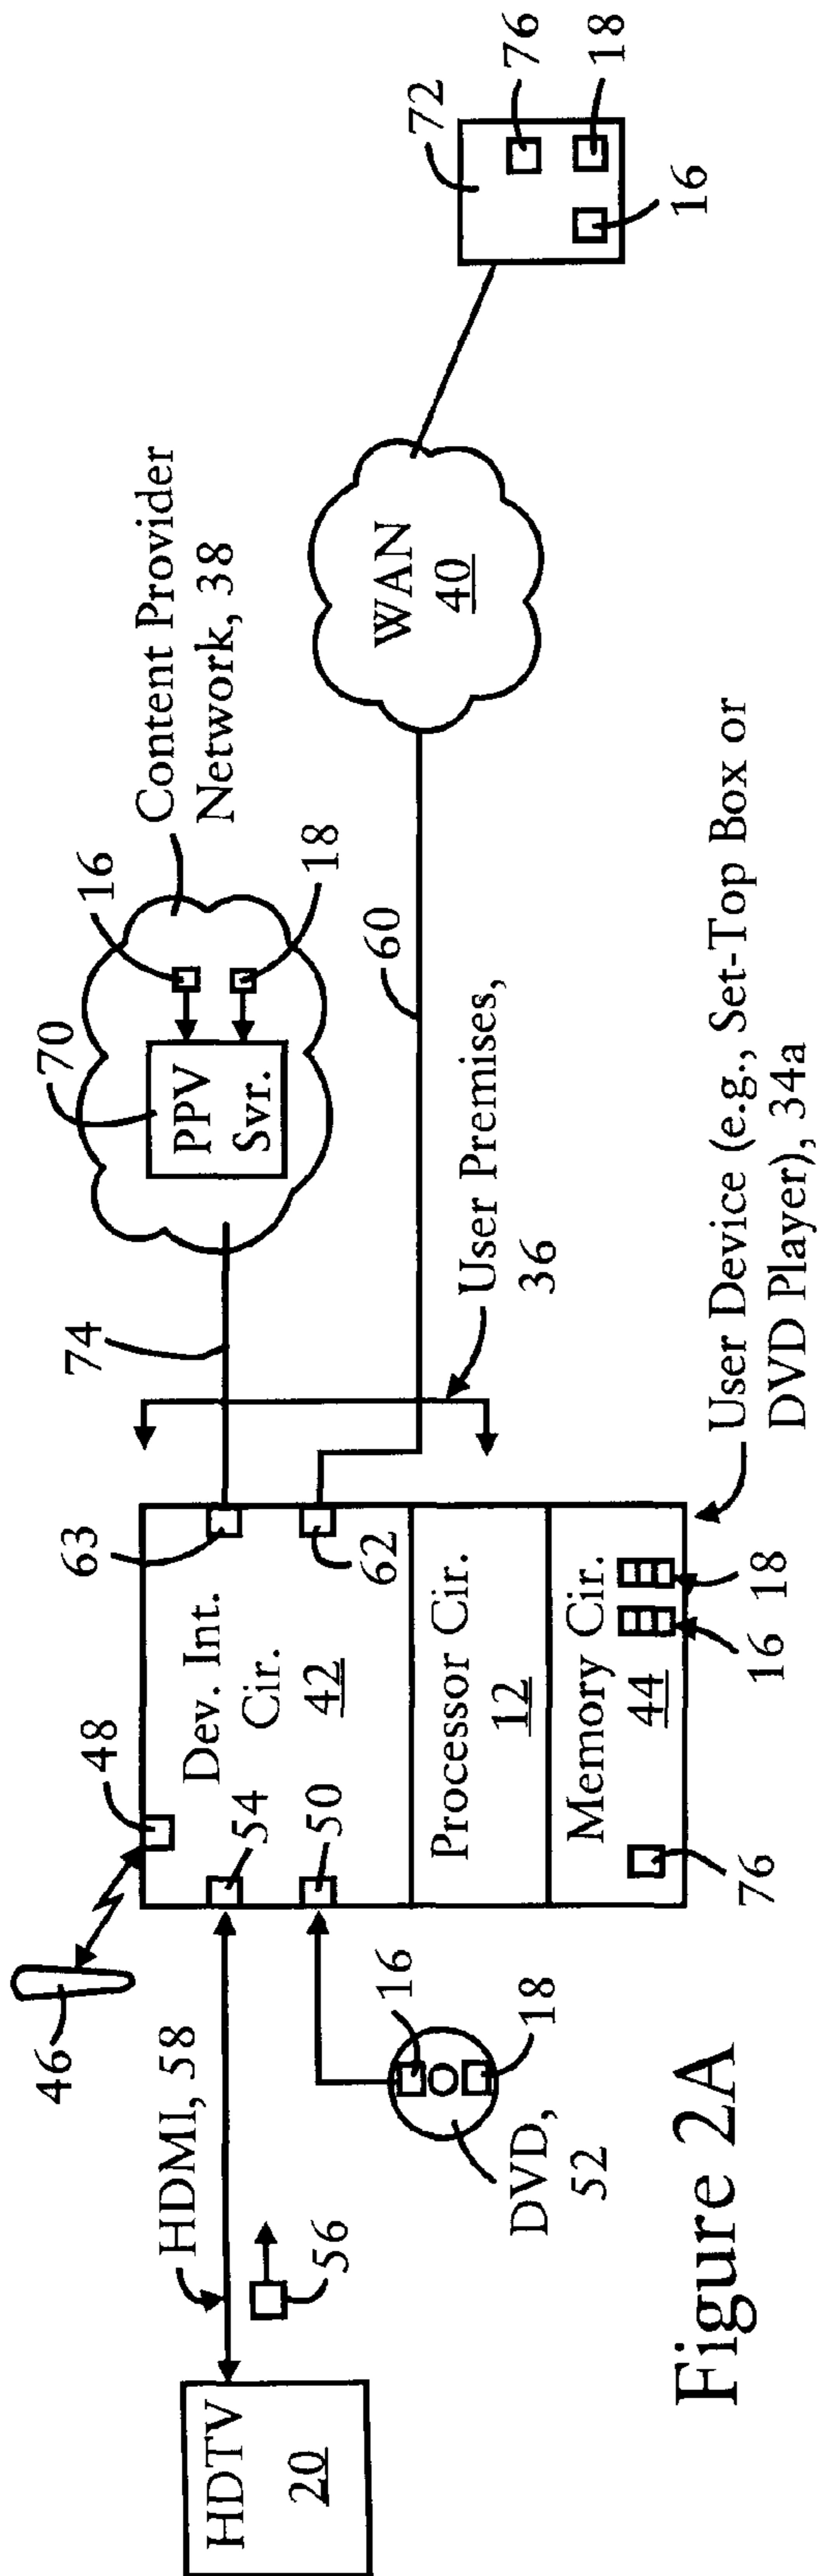 HDTV
20
HDMI, 58
56
46
48
54
50
DVD,
52
16
18
Dev. Int.
Cir.
42
63
62
Processor Cir.
12
Memory Cir.
44
76
16
18
User Device (e.g., Set-Top Box or
DVD Player), 34a
User Premises,
36
74
60
70
PPV
Svr.
16
18
Content Provider
Network, 38
WAN
40
72
76
18
16
Figure 2A